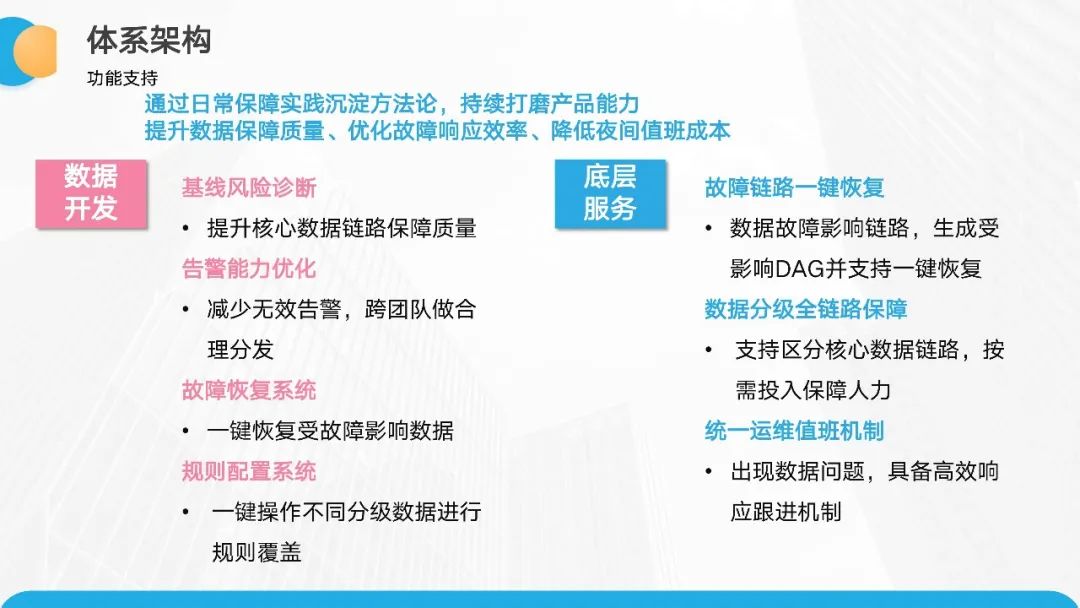 体系架构
功能支持
通过日常保障实践沉淀方法论，持续打磨产品能力
提升数据保障质量、优化故障响应效率、降低夜间值班成本
数据
开发
基线风险诊断
• 提升核心数据链路保障质量
告警能力优化
• 减少无效告警，跨团队做合
理分发
故障恢复系统
• 一键恢复受故障影响数据
规则配置系统
• 一键操作不同分级数据进行
规则覆盖
底层
服务
故障链路一键恢复
• 数据故障影响链路，生成受
影响DAG并支持一键恢复
数据分级全链路保障
• 支持区分核心数据链路，按
需投入保障人力
统一运维值班机制
• 出现数据问题，具备高效响
应跟进机制